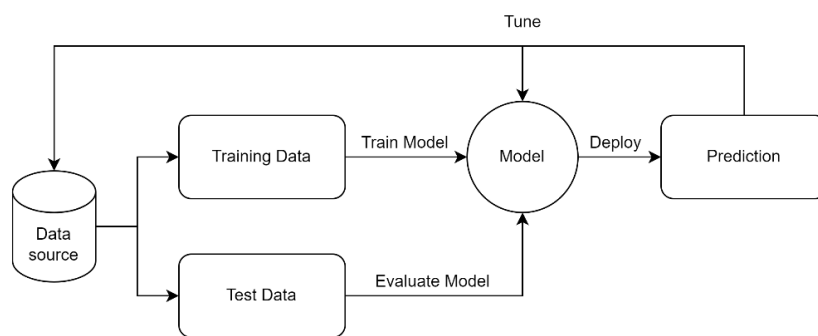 Tune
Training Data
Train Model
Model
Deploy
Prediction
Data
source
Test Data
Evaluate Model